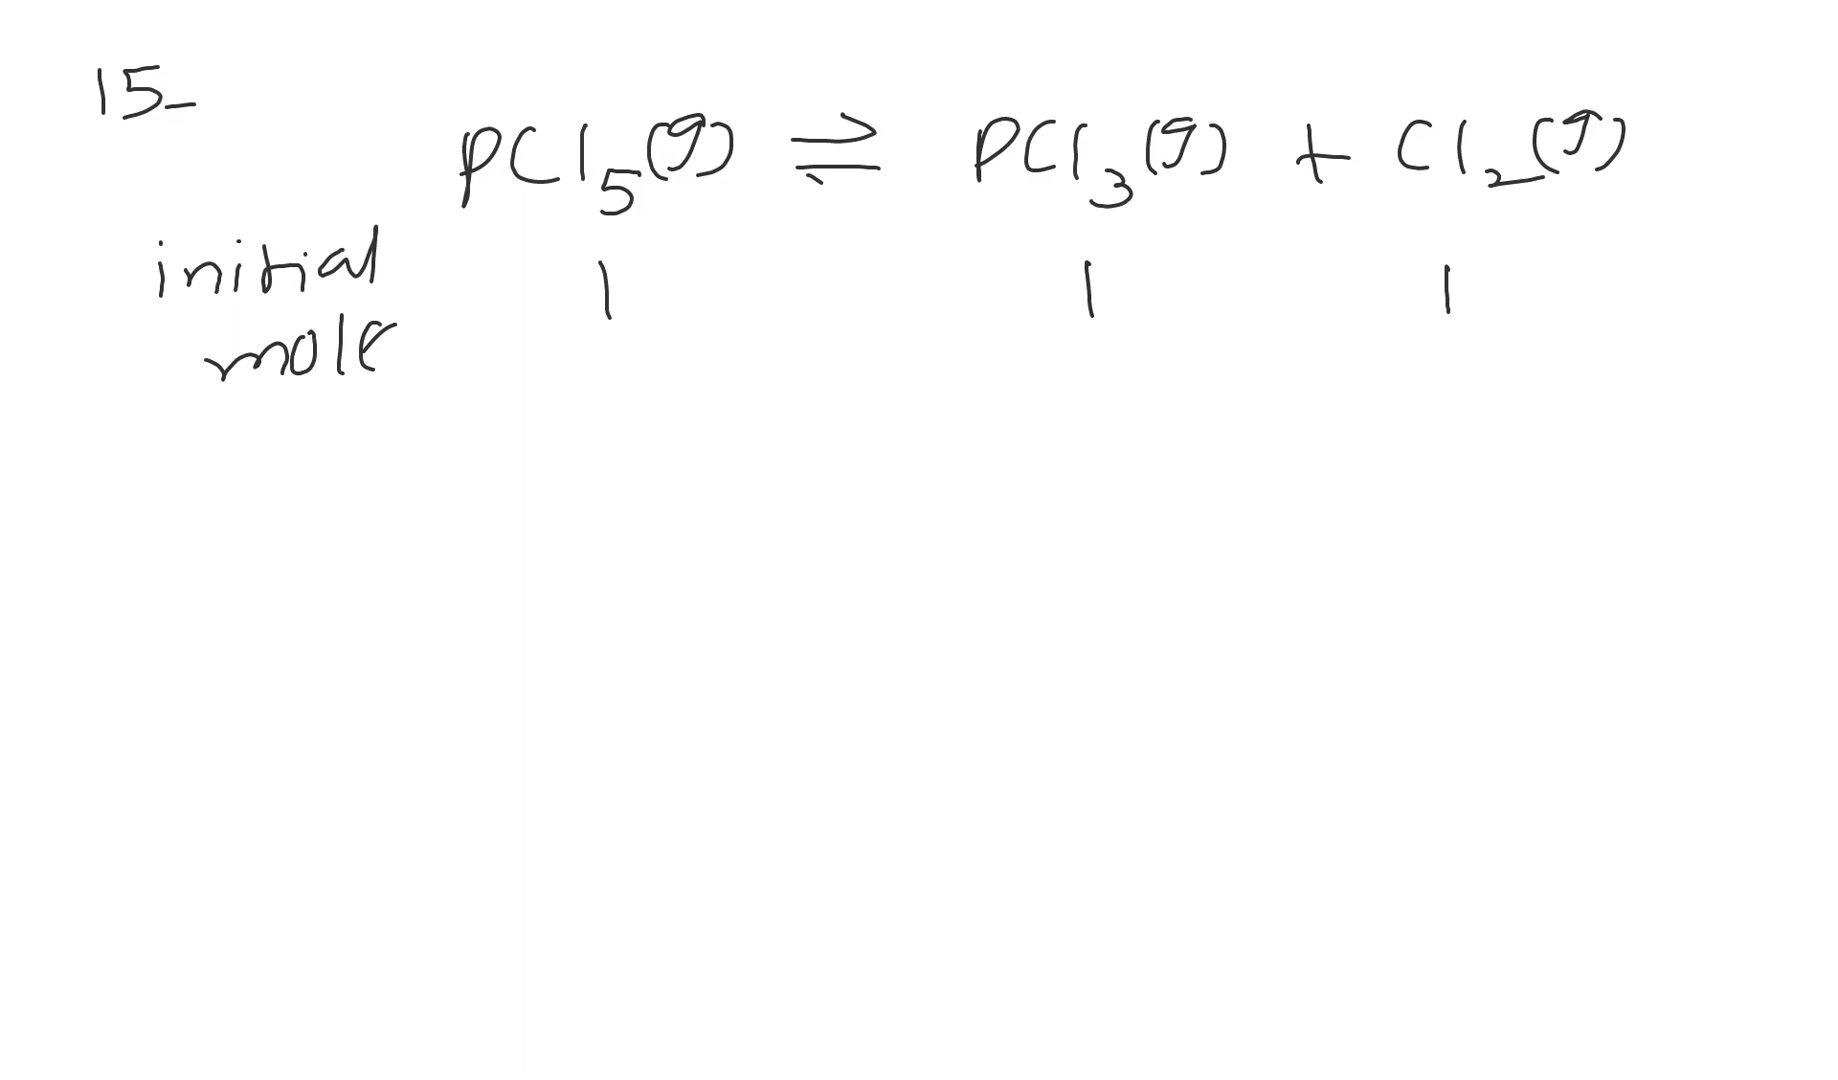 15-
PCl₅(g) ⇌ PCl₃(g) + Cl₂(g)
initial 1 1 1
mole